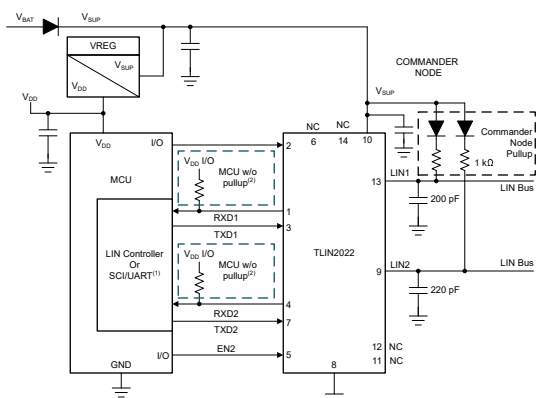 VBAT
VSUP
VREG
VSUP
VDD
VDD
VDD
COMMANDER
NODE
VSUP
NC
NC
6
14
10
I/O
2
MCU
VDD I/O
MCU w/o
pullup(2)
Commander
Node
Pullup
1 kΩ
13
LIN1
LIN Bus
1
RXD1
3
TXD1
200 pF
TLIN2022
LIN Controller
Or
SCI/UART(1)
VDD I/O
MCU w/o
pullup(2)
9
LIN2
LIN Bus
4
RXD2
7
TXD2
220 pF
12
NC
11
NC
I/O
EN2
5
GND
8